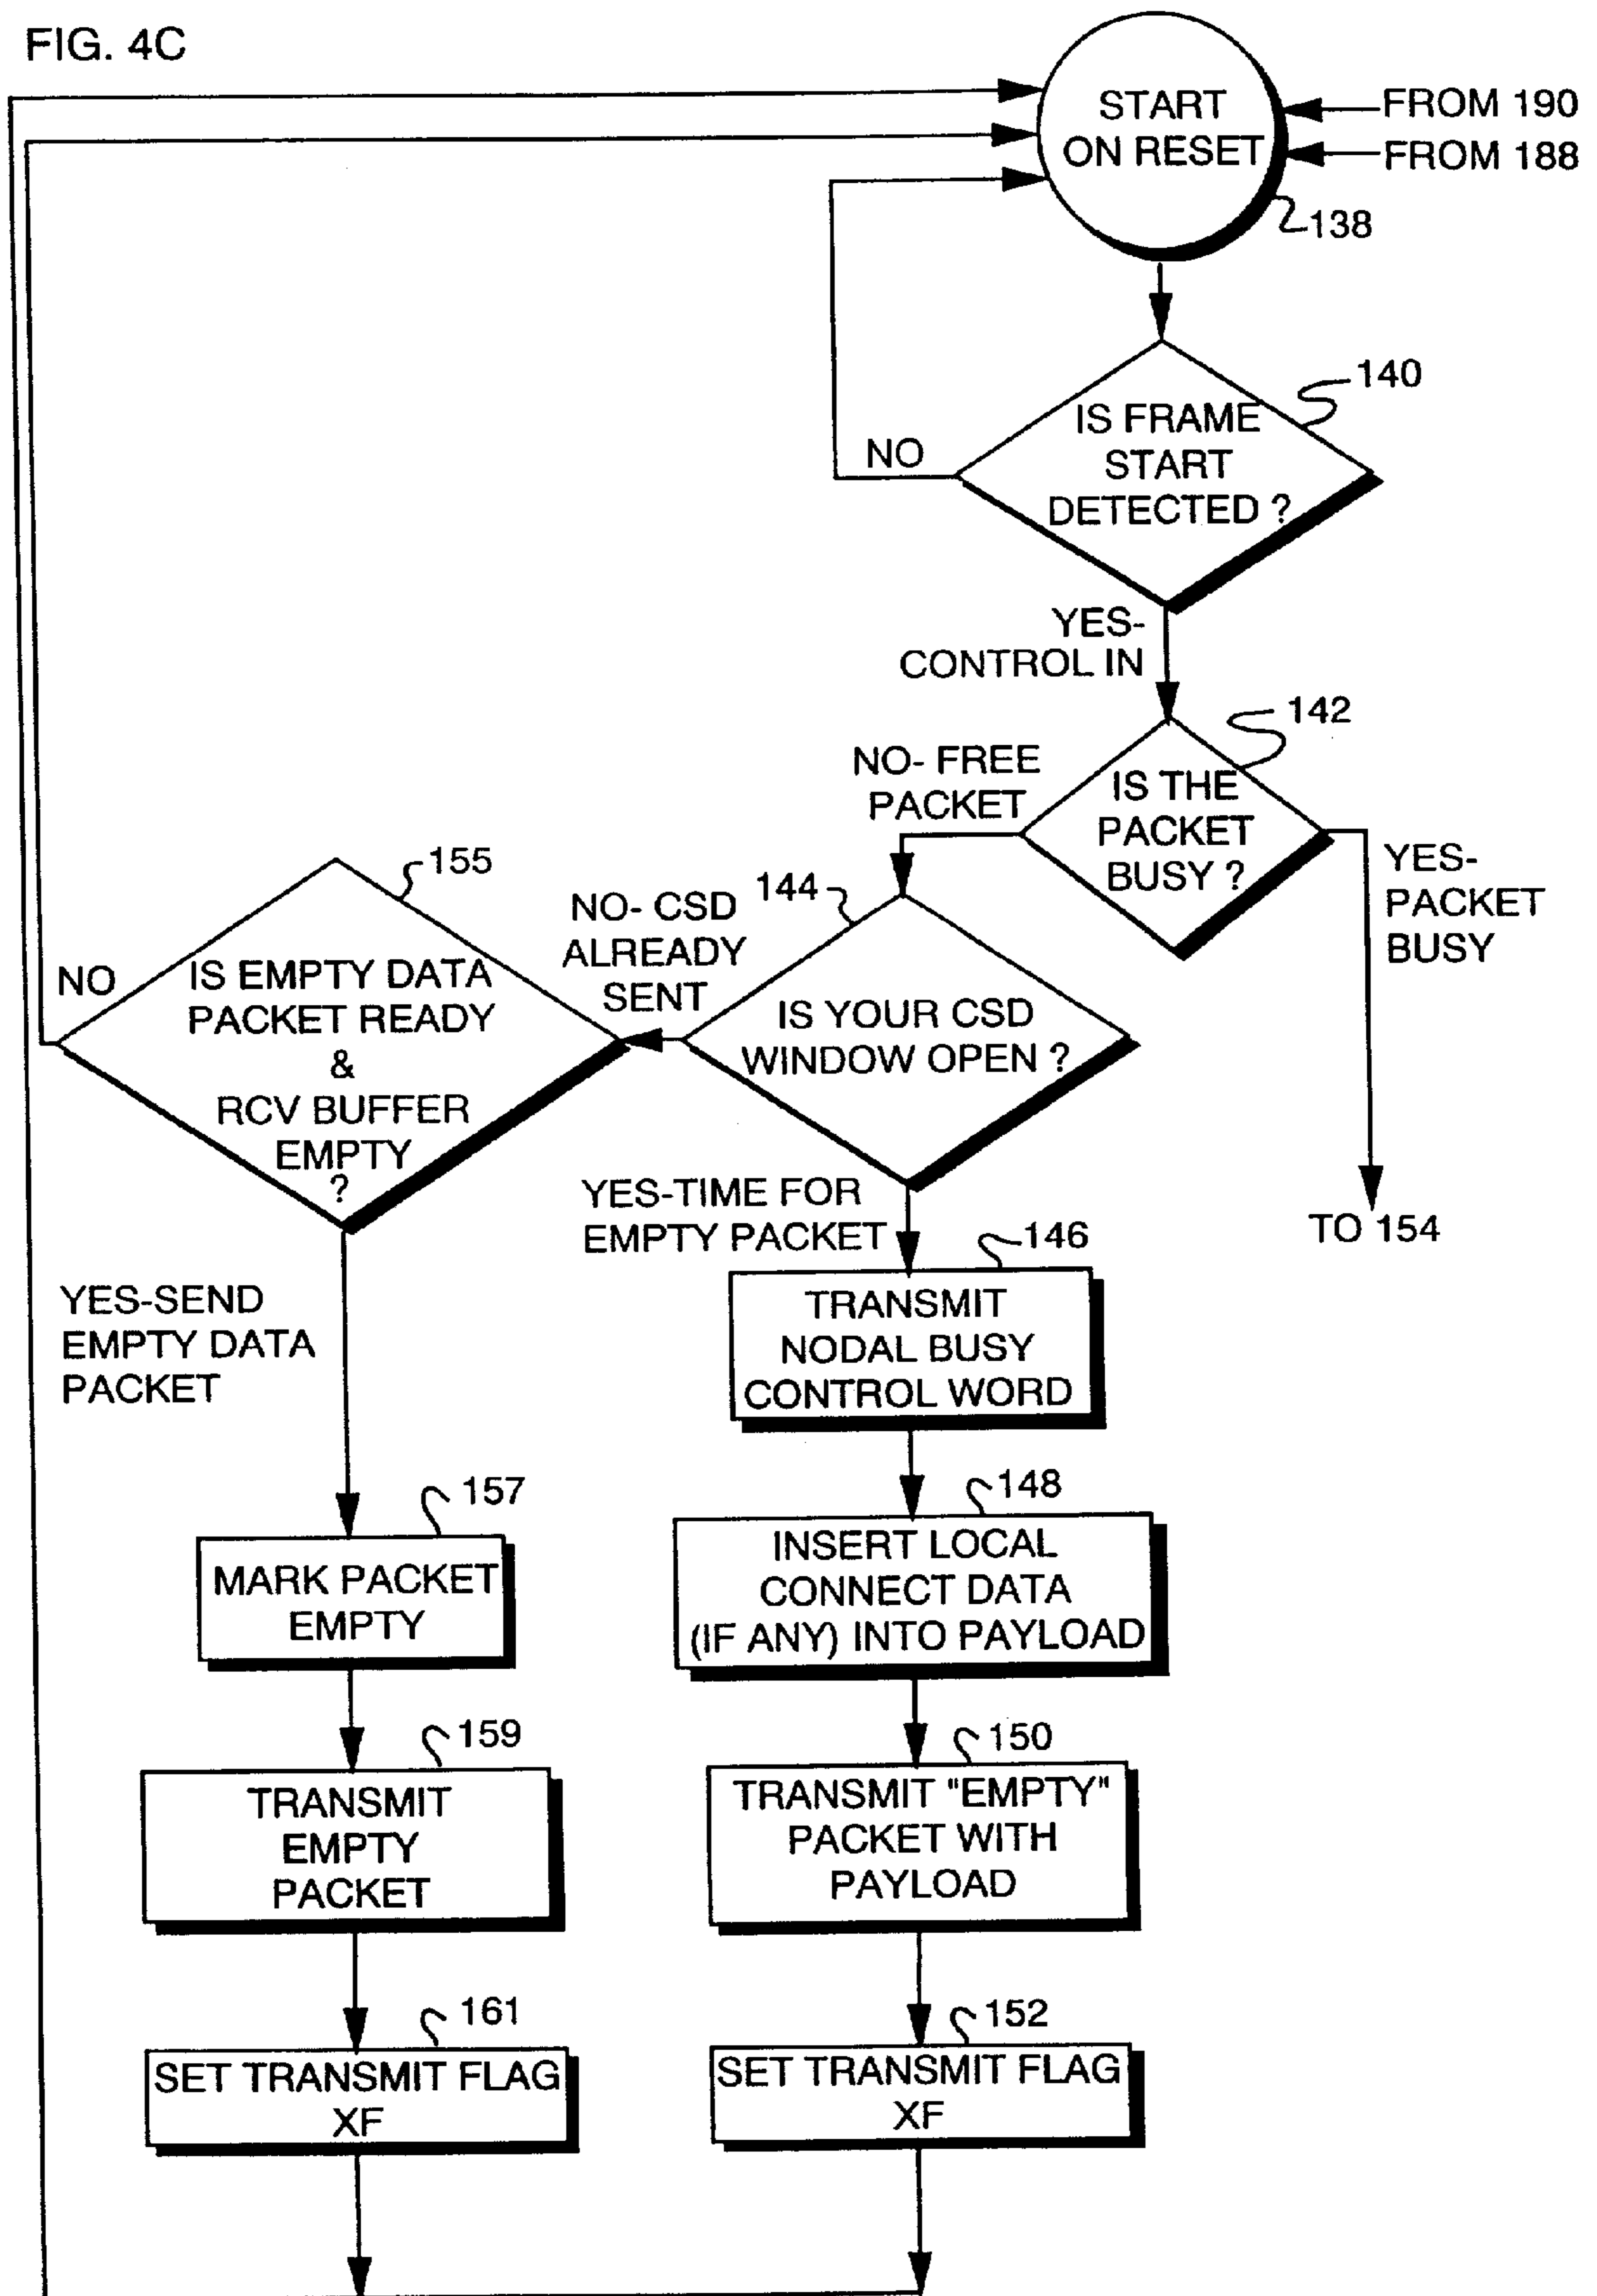 FIG. 4C
START
ON RESET
FROM 190
FROM 188
138
140
IS FRAME
START
DETECTED ?
NO
YES-
CONTROL IN
142
NO- FREE
PACKET
IS THE
PACKET
BUSY ?
YES-
PACKET
BUSY
TO 154
155
NO- CSD
ALREADY
SENT
144
NO
IS EMPTY DATA
PACKET READY
&
RCV BUFFER
EMPTY
?
IS YOUR CSD
WINDOW OPEN ?
YES-TIME FOR
EMPTY PACKET
146
YES-SEND
EMPTY DATA
PACKET
TRANSMIT
NODAL BUSY
CONTROL WORD
157
148
MARK PACKET
EMPTY
INSERT LOCAL
CONNECT DATA
(IF ANY) INTO PAYLOAD
159
150
TRANSMIT
EMPTY
PACKET
TRANSMIT "EMPTY"
PACKET WITH
PAYLOAD
161
152
SET TRANSMIT FLAG
XF
SET TRANSMIT FLAG
XF